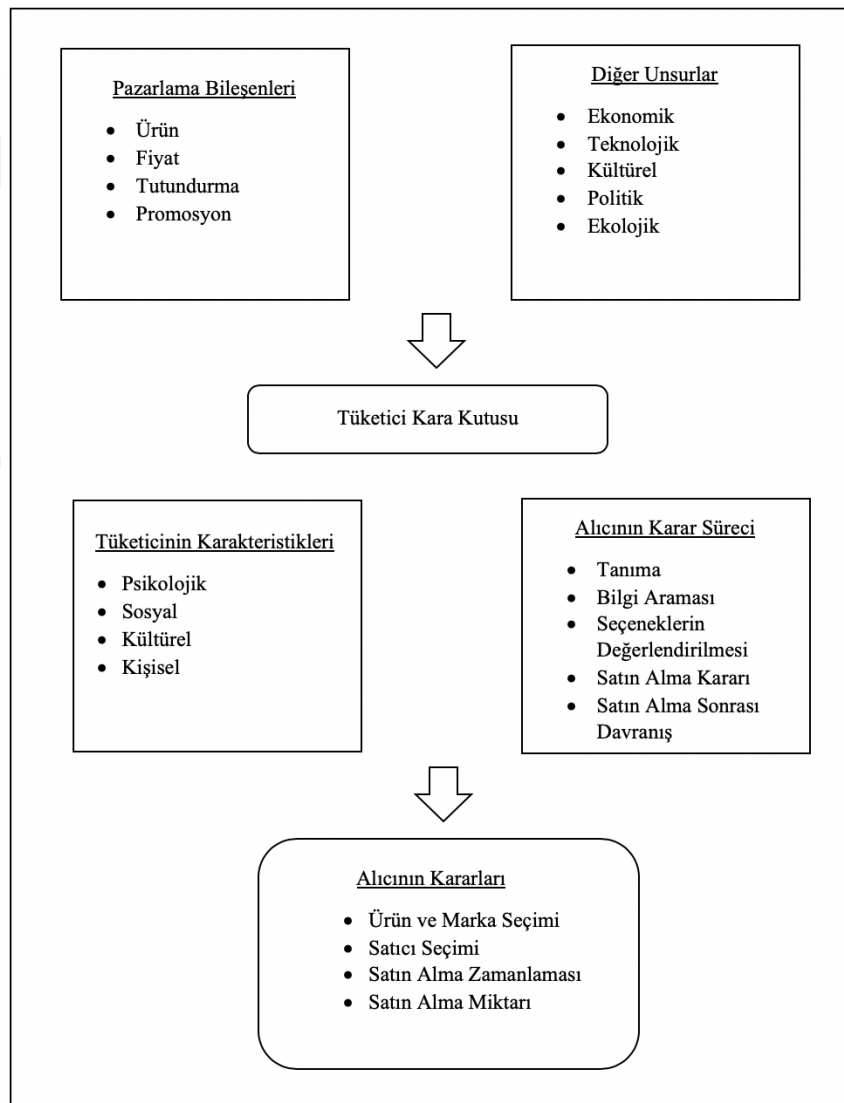 Pazarlama Bileşenleri
• Ürün
• Fiyat
• Tutundurma
• Promosyon
Diğer Unsurlar
• Ekonomik
• Teknolojik
• Kültürel
• Politik
• Ekolojik
Tüketici Kara Kutusu
Tüketicinin Karakteristikleri
• Psikolojik
• Sosyal
• Kültürel
• Kişisel
Alıcının Karar Süreci
• Tanıma
• Bilgi Araması
• Seçeneklerin
Değerlendirilmesi
• Satın Alma Kararı
• Satın Alma Sonrası
Davranış
Alıcının Kararları
• Ürün ve Marka Seçimi
• Satıcı Seçimi
• Satın Alma Zamanlaması
• Satın Alma Miktarı